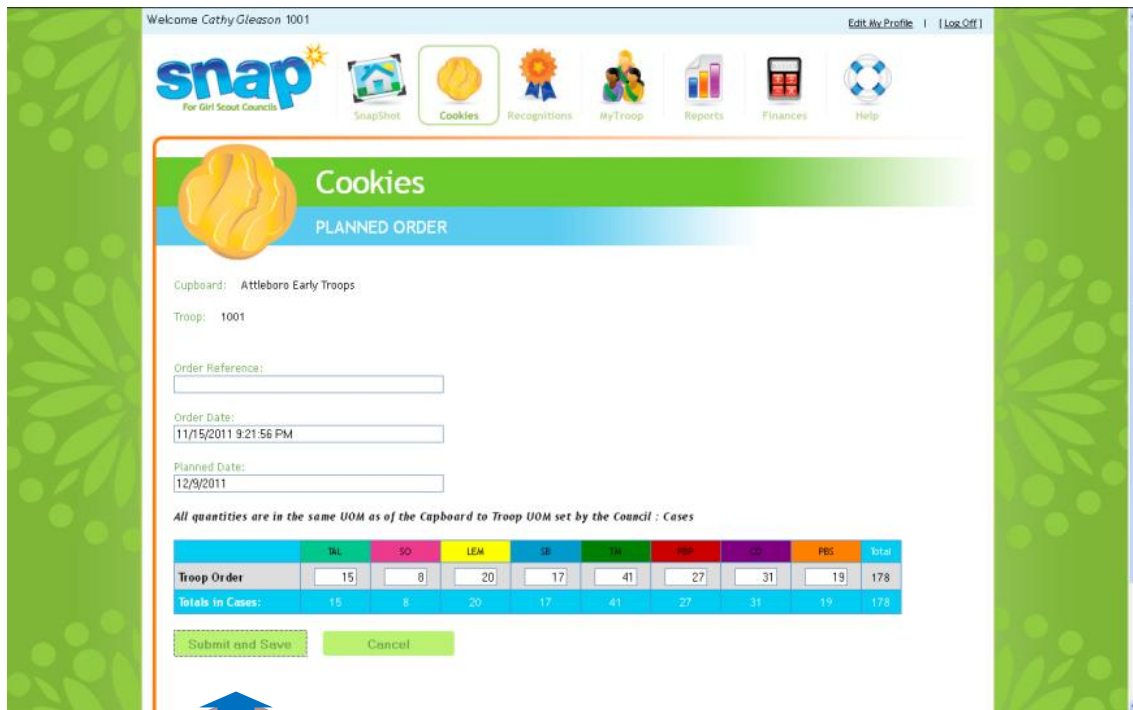 Welcome Cathy Gleason 1001
Edit My Profile | [ Log Off ]
snap
For Girl Scout Councils
SnapShot Cookies Recognitions MyTroop Reports Finances Help
Cookies
PLANNED ORDER
Cupboard: Attleboro Early Troops
Troop: 1001
Order Reference:
Order Date:
11/15/2011 9:21:56 PM
Planned Date:
12/9/2011
All quantities are in the same UOM as of the Cupboard to Troop UOM set by the Council : Cases
TAL SO LEM SB TM PBP CD PBS Total
Troop Order 15 8 20 17 41 27 31 19 178
Totals in Cases: 15 8 20 17 41 27 31 19 178
Submit and Save Cancel